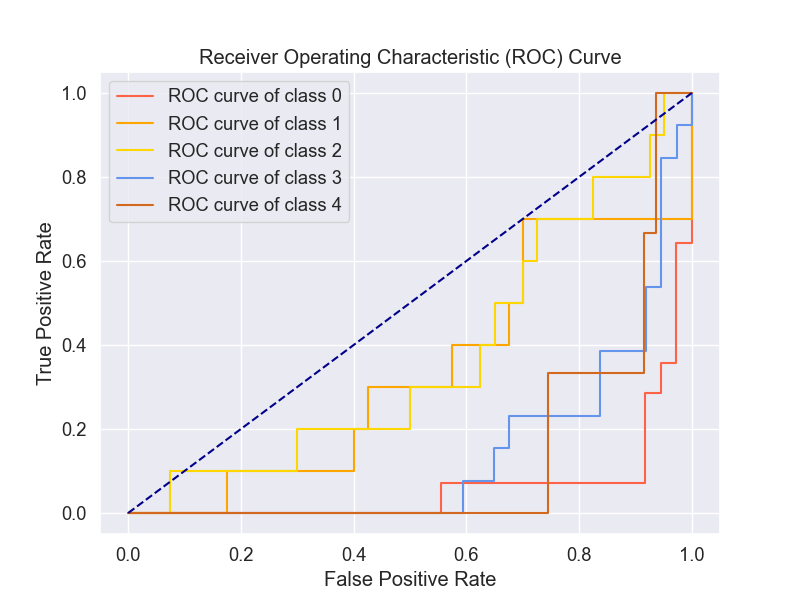 Receiver Operating Characteristic (ROC) Curve
ROC curve of class 0
ROC curve of class 1
ROC curve of class 2
ROC curve of class 3
ROC curve of class 4
True Positive Rate
1.0
0.8
0.6
0.4
0.2
0.0
0.0 0.2 0.4 0.6 0.8 1.0
False Positive Rate